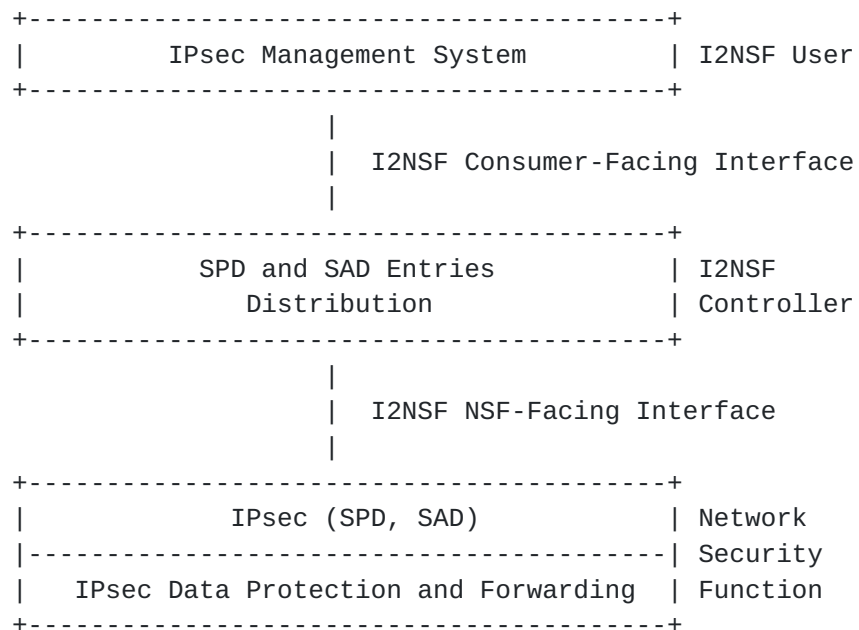 +-----------------------------------------+
|         IPsec Management System         | I2NSF User
+-----------------------------------------+
                    |
                    |  I2NSF Consumer-Facing Interface
                    |
+-----------------------------------------+
|           SPD and SAD Entries           | I2NSF
|              Distribution               | Controller
+-----------------------------------------+
                    |
                    |  I2NSF NSF-Facing Interface
                    |
+-----------------------------------------+
|             IPsec (SPD, SAD)            | Network
|-----------------------------------------| Security
|   IPsec Data Protection and Forwarding  | Function
+-----------------------------------------+